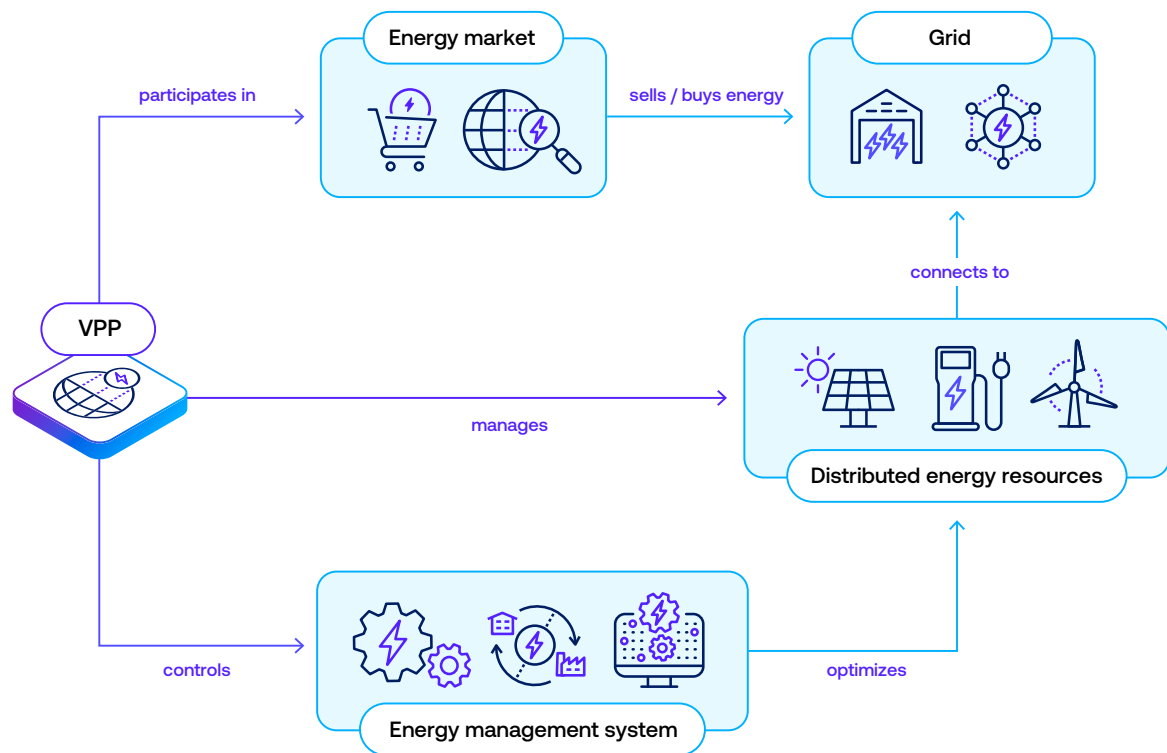 Energy market
Grid
participates in
sells / buys energy
connects to
VPP
manages
Distributed energy resources
controls
optimizes
Energy management system